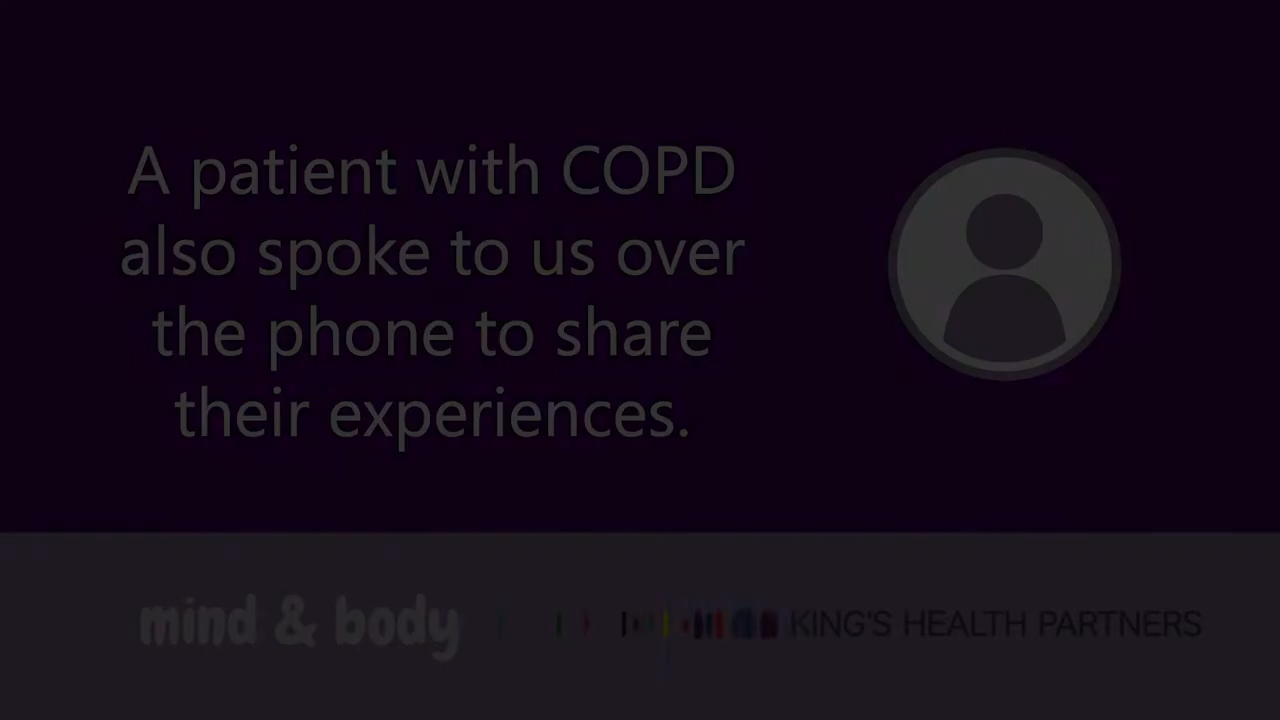 A patient with COPD
also spoke to us over
the phone to share
their experiences.
mind & body
KING'S HEALTH PARTNERS